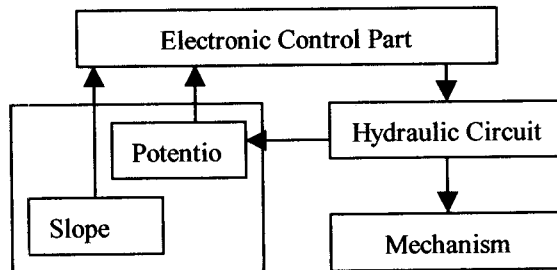 Electronic Control Part
Hydraulic Circuit
Potentio
Slope
Mechanism